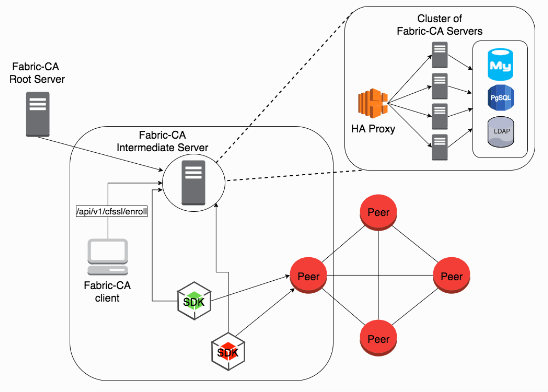 Cluster of
Fabric-CA Servers
My
PgSQL
LDAP
HA Proxy
Fabric-CA
Root Server
Fabric-CA
Intermediate Server
/api/v1/cfssl/enroll
Fabric-CA
client
SDK
SDK
Peer
Peer
Peer
Peer